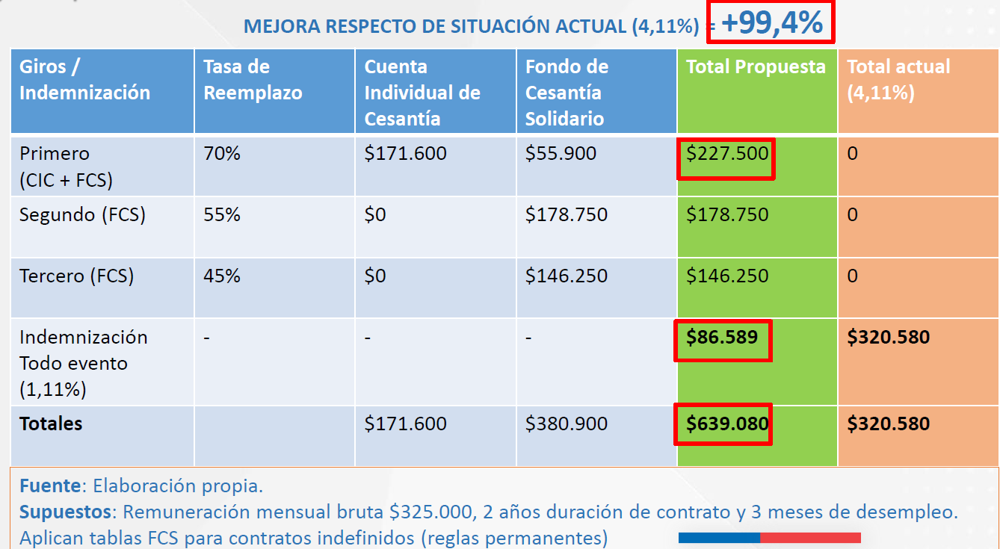 MEJORA RESPECTO DE SITUACIÓN ACTUAL (4,11%) = +99,4%
Giros / Indemnización | Tasa de Reemplazo | Cuenta Individual de Cesantía | Fondo de Cesantía Solidario | Total Propuesta | Total actual (4,11%)
Primero (CIC + FCS) | 70% | $171.600 | $55.900 | $227.500 | 0
Segundo (FCS) | 55% | $0 | $178.750 | $178.750 | 0
Tercero (FCS) | 45% | $0 | $146.250 | $146.250 | 0
Indemnización Todo evento (1,11%) | - | - | - | $86.589 | $320.580
Totales | $171.600 | $380.900 | $639.080 | $320.580
Fuente: Elaboración propia.
Supuestos: Remuneración mensual bruta $325.000, 2 años duración de contrato y 3 meses de desempleo.
Aplican tablas FCS para contratos indefinidos (reglas permanentes)